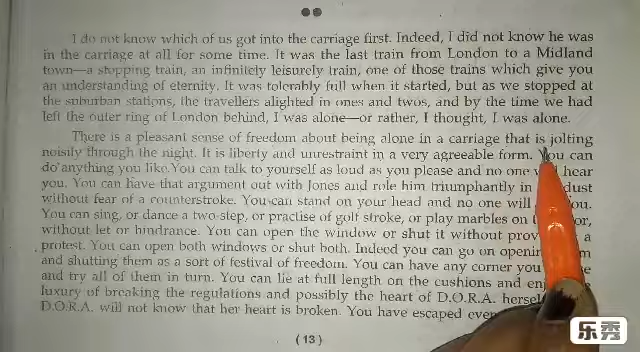 I do not know which of us got into the carriage first. Indeed, I did not know he was
in the carriage at all for some time. It was the last train from London to a Midland
town—a stopping train, an infinitely leisurely train, one of those trains which give you
an understanding of eternity. It was tolerably full when it started, but as we stopped at
the suburban stations, the travellers alighted in ones and twos, and by the time we had
left the outer ring of London behind, I was alone—or rather, I thought, I was alone.
There is a pleasant sense of freedom about being alone in a carriage that is jolting
noisily through the night. It is liberty and unrestraint in a very agreeable form. You can
do anything you like.You can talk to yourself as loud as you please and no one hear
you. You can have that argument out with Jones and role him triumphantly in dust
without fear of a counterstroke. You can stand on your head and no one will
You can sing, or dance a two-step, or practise of golf stroke, or play marbles on
without let or hindrance. You can open the window or shut it without a
protest. You can open both windows or shut both. Indeed you can go on
and shutting them as a sort of festival of freedom. You can have any corner you
and try all of them in turn. You can lie at full length on the cushions and
luxury of breaking the regulations and possibly the heart of D.O.R.A.
D.O.R.A. will not know that her heart is broken. You have escaped
(13)
乐秀